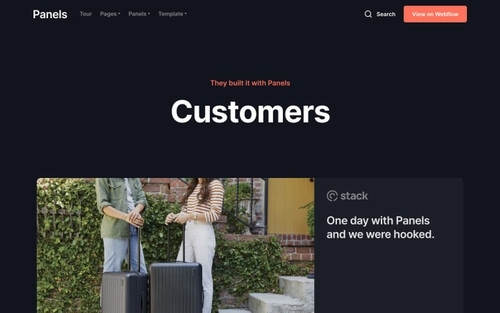 Panels
Tour
Pages
Panels
Template
Search
View on Webflow
They built it with Panels
Customers
stack
One day with Panels
and we were hooked.